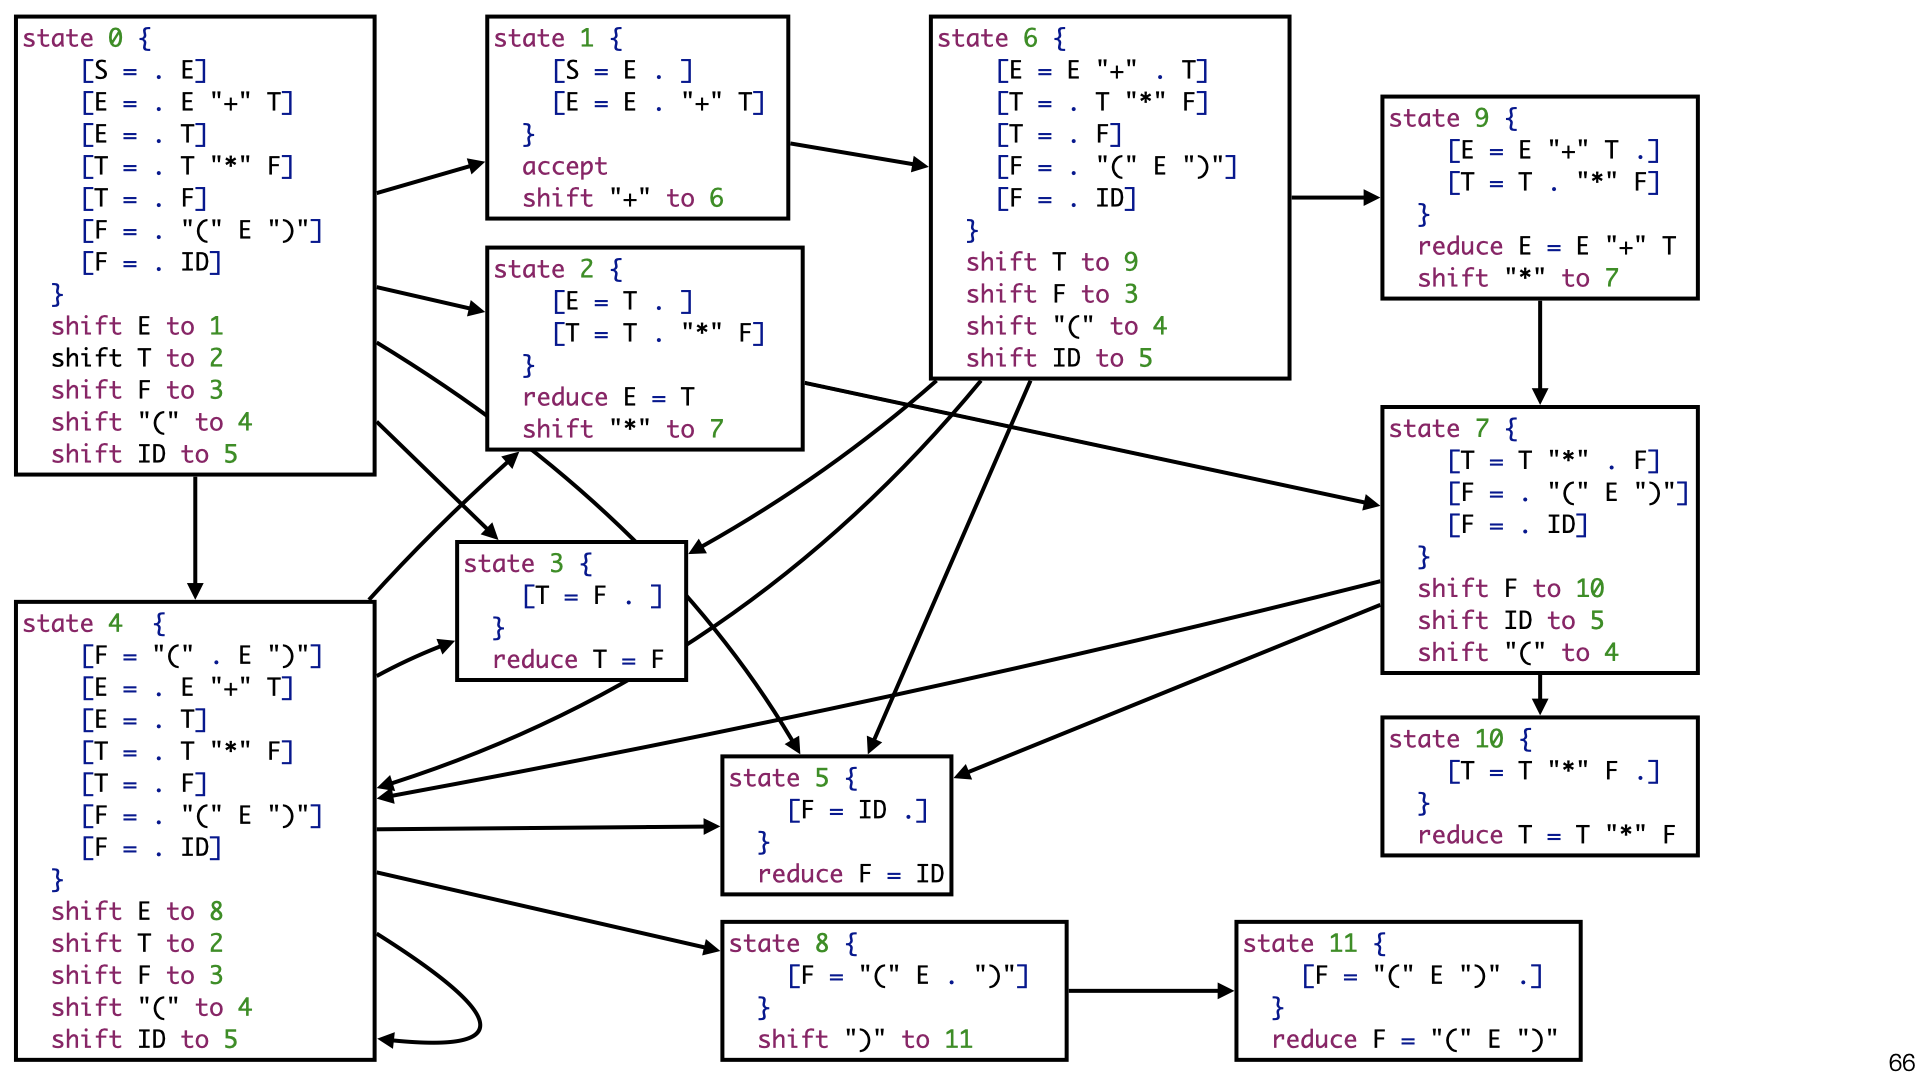 state 0 {
[S = . E]
[E = . E "+" T]
[E = . T]
[T = . T "*" F]
[T = . F]
[F = . "(" E ")"]
[F = . ID]
}
shift E to 1
shift T to 2
shift F to 3
shift "(" to 4
shift ID to 5
state 1 {
[S = E . ]
[E = E . "+" T]
}
accept
shift "+" to 6
state 2 {
[E = T . ]
[T = T . "*" F]
}
reduce E = T
shift "*" to 7
state 6 {
[E = E "+" . T]
[T = . T "*" F]
[T = . F]
[F = . "(" E ")"]
[F = . ID]
}
shift T to 9
shift F to 3
shift "(" to 4
shift ID to 5
state 9 {
[E = E "+" T .]
[T = T . "*" F]
}
reduce E = E "+" T
shift "*" to 7
state 7 {
[T = T "*" . F]
[F = . "(" E ")"]
[F = . ID]
}
shift F to 10
shift ID to 5
shift "(" to 4
state 3 {
[T = F . ]
}
reduce T = F
state 4 {
[F = "(" . E ")"]
[E = . E "+" T]
[E = . T]
[T = . T "*" F]
[T = . F]
[F = . "(" E ")"]
[F = . ID]
}
shift E to 8
shift T to 2
shift F to 3
shift "(" to 4
shift ID to 5
state 5 {
[F = ID .]
}
reduce F = ID
state 10 {
[T = T "*" F .]
}
reduce T = T "*" F
state 8 {
[F = "(" E . ")"]
}
shift ")" to 11
state 11 {
[F = "(" E ")" .]
}
reduce F = "(" E ")"
66